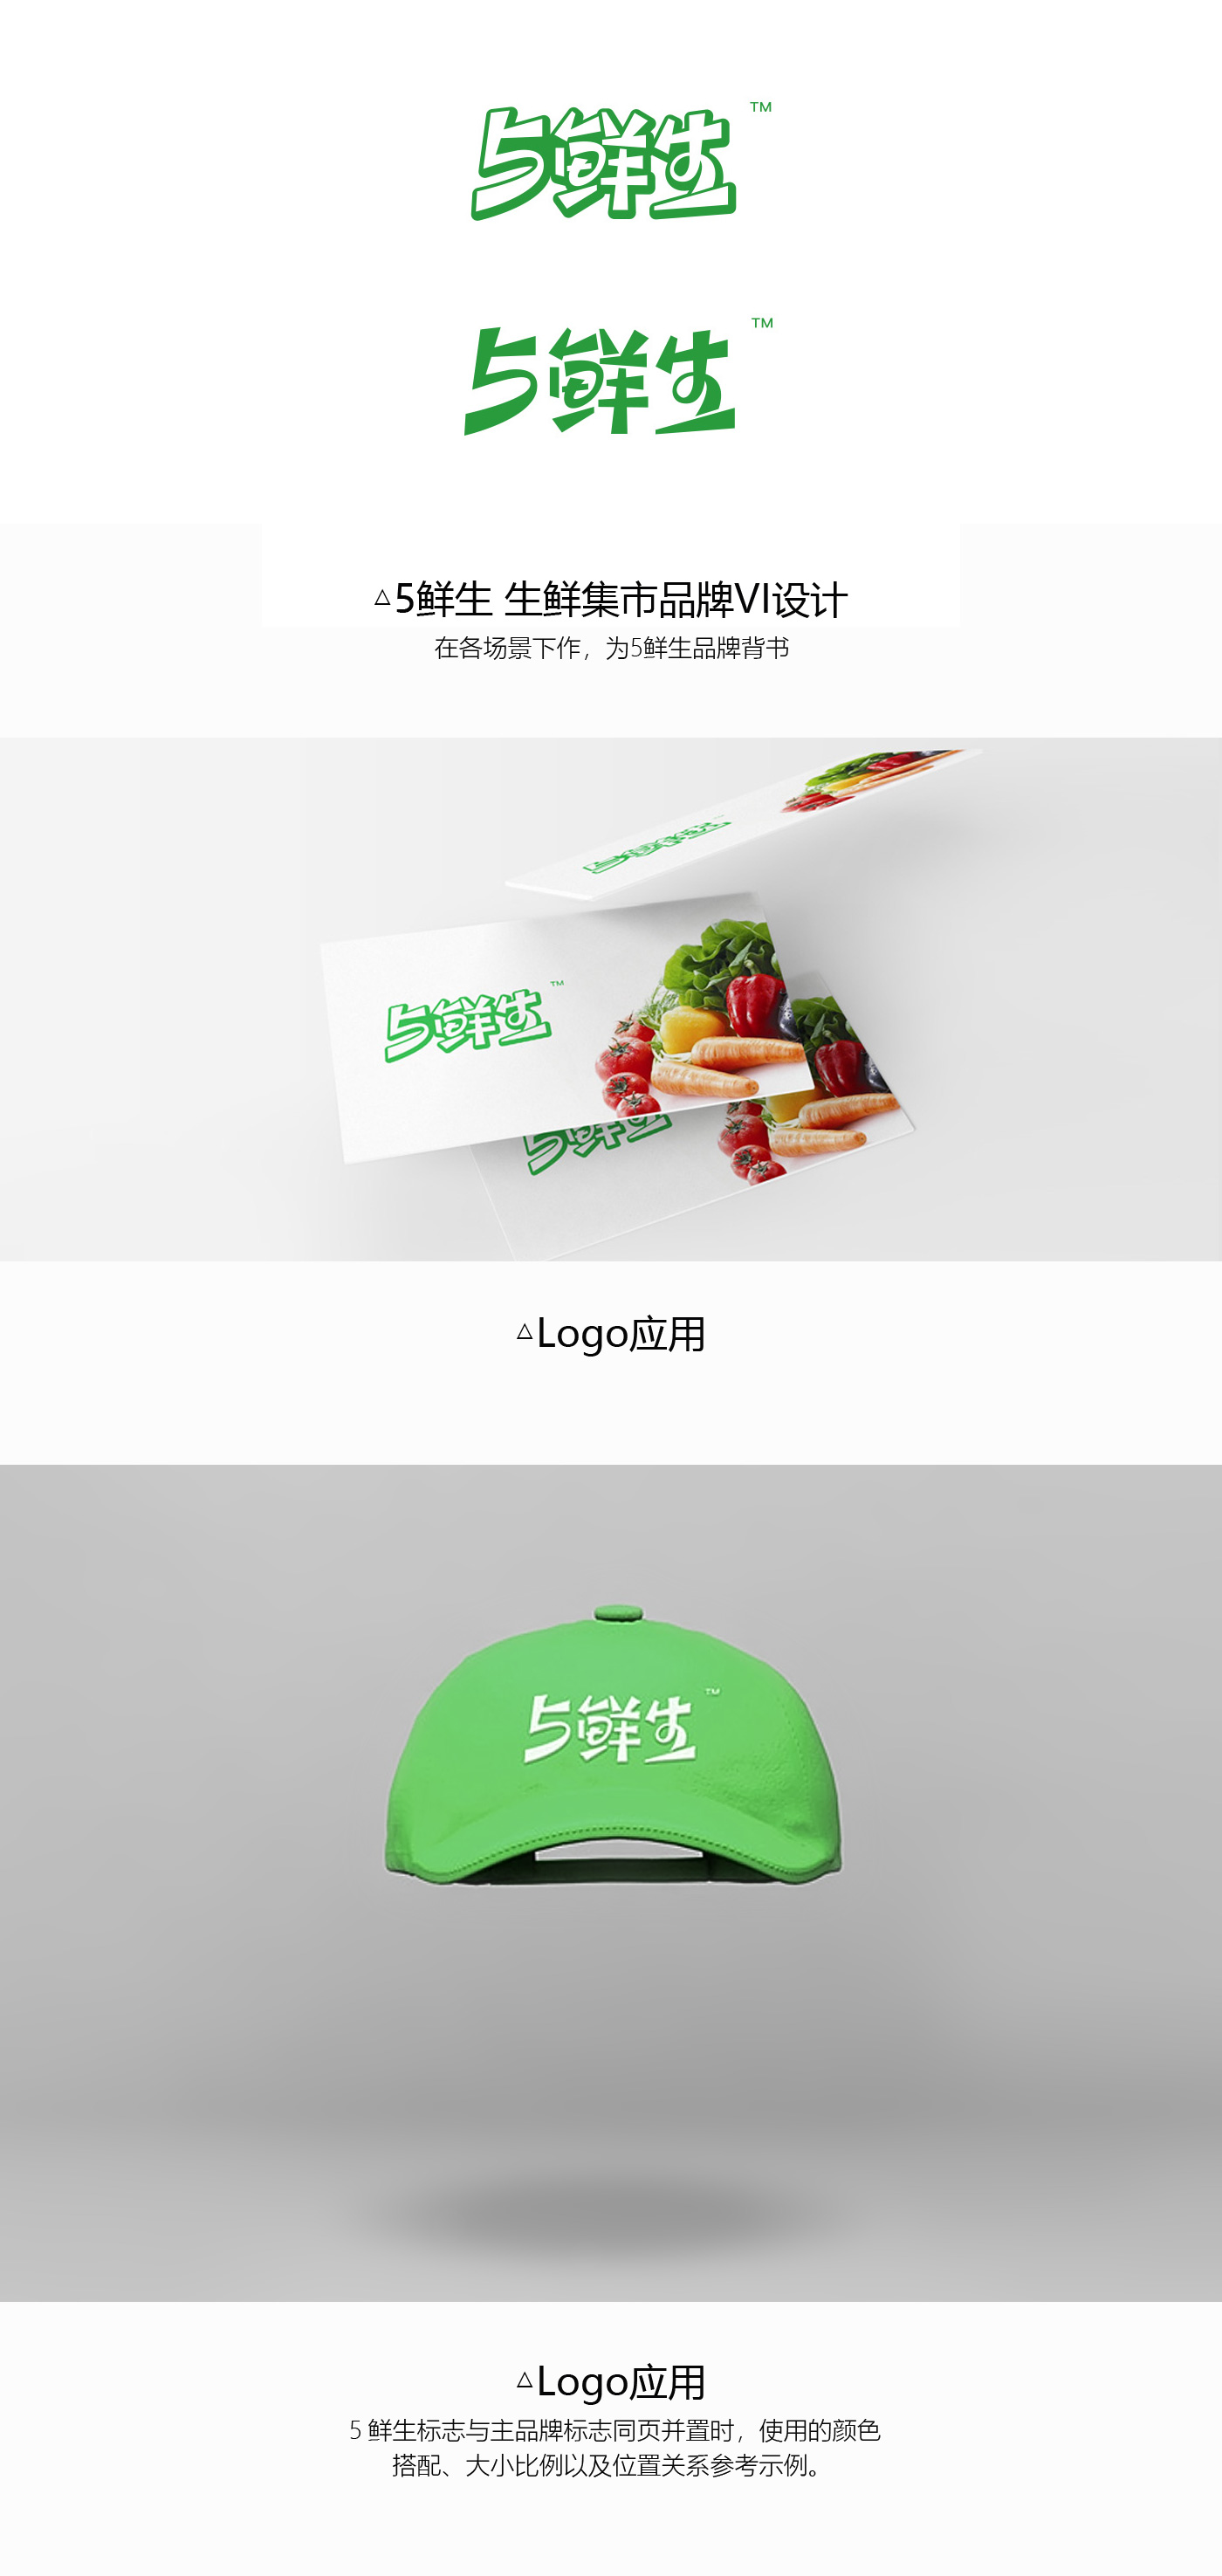 5鲜生™
5鲜生™
△5鲜生 生鲜集市品牌VI设计
在各场景下作，为5鲜生品牌背书
5鲜生
5鲜生™
5鲜生
△Logo应用
5鲜生™
△Logo应用
5 鲜生标志与主品牌标志同页并置时，使用的颜色
搭配、大小比例以及位置关系参考示例。